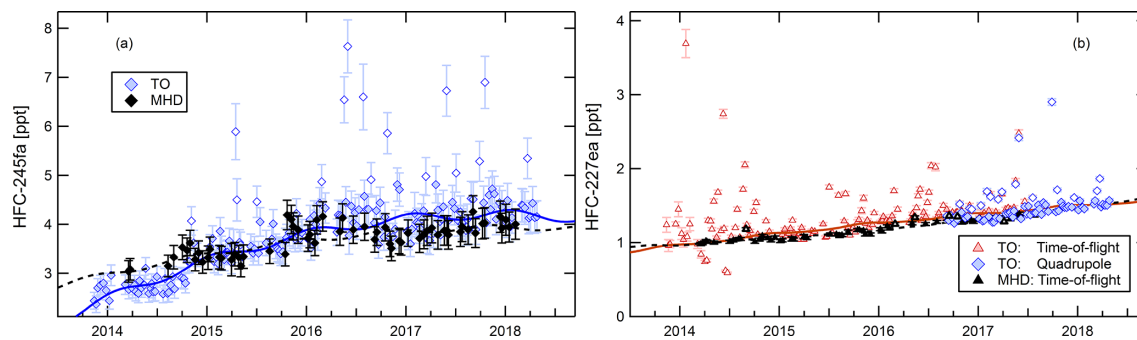 8
7
6
5
4
3
HFC-245fa [ppt]
(a)
TO
MHD
2014
2015
2016
2017
2018
4
3
2
1
0
HFC-227ea [ppt]
(b)
TO: Time-of-flight
TO: Quadrupole
MHD: Time-of-flight
2014
2015
2016
2017
2018